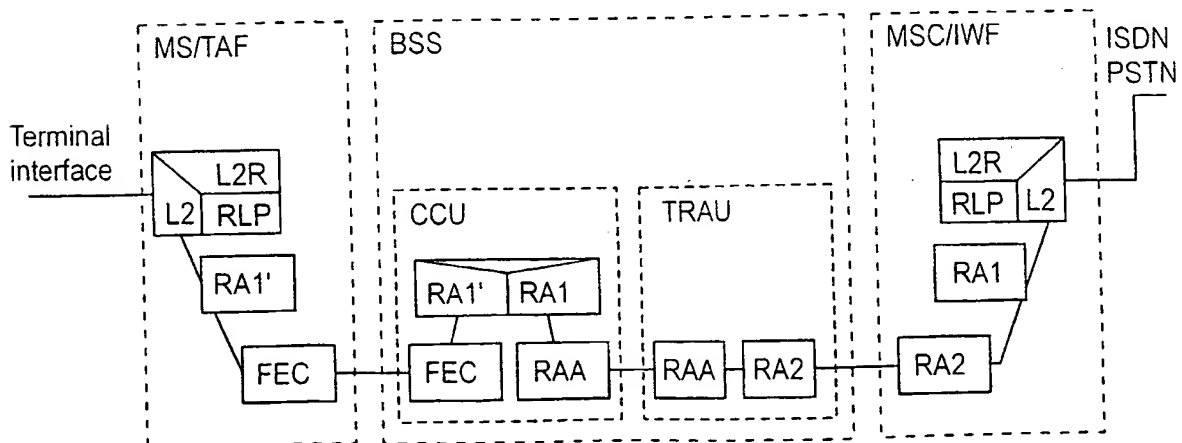 MS/TAF
BSS
MSC/IWF
ISDN
PSTN
Terminal
interface
L2R
L2
RLP
RA1'
FEC
CCU
RA1'
RA1
FEC
RAA
TRAU
RAA
RA2
L2R
RLP
L2
RA1
RA2